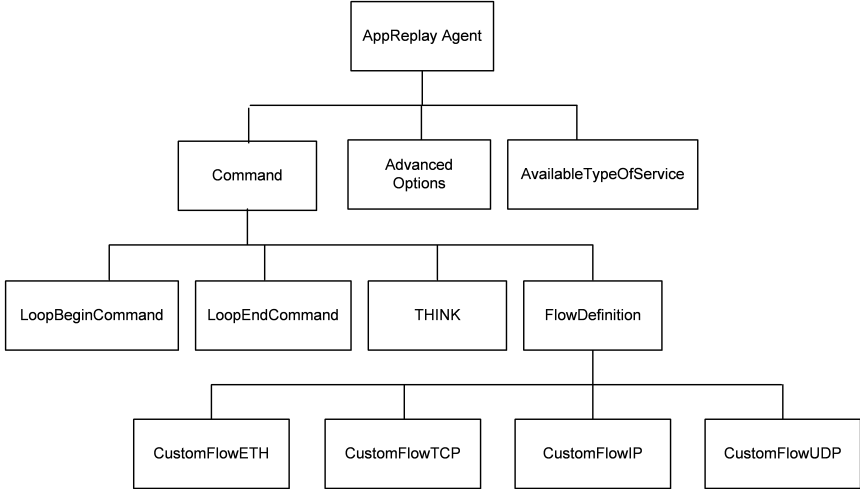 AppReplay Agent
Command
Advanced
Options
AvailableTypeOfService
LoopBeginCommand
LoopEndCommand
THINK
FlowDefinition
CustomFlowETH
CustomFlowTCP
CustomFlowIP
CustomFlowUDP